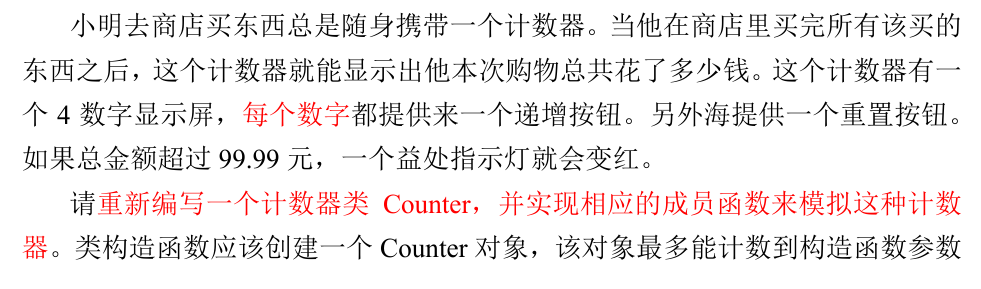 小明去商店买东西总是随身携带一个计数器。当他在商店里买完所有该买的
东西之后，这个计数器就能显示出他本次购物总共花了多少钱。这个计数器有一
个 4 数字显示屏，每个数字都提供来一个递增按钮。另外海提供一个重置按钮。
如果总金额超过 99.99 元，一个益处指示灯就会变红。
请重新编写一个计数器类 Counter，并实现相应的成员函数来模拟这种计数
器。类构造函数应该创建一个 Counter 对象，该对象最多能计数到构造函数参数